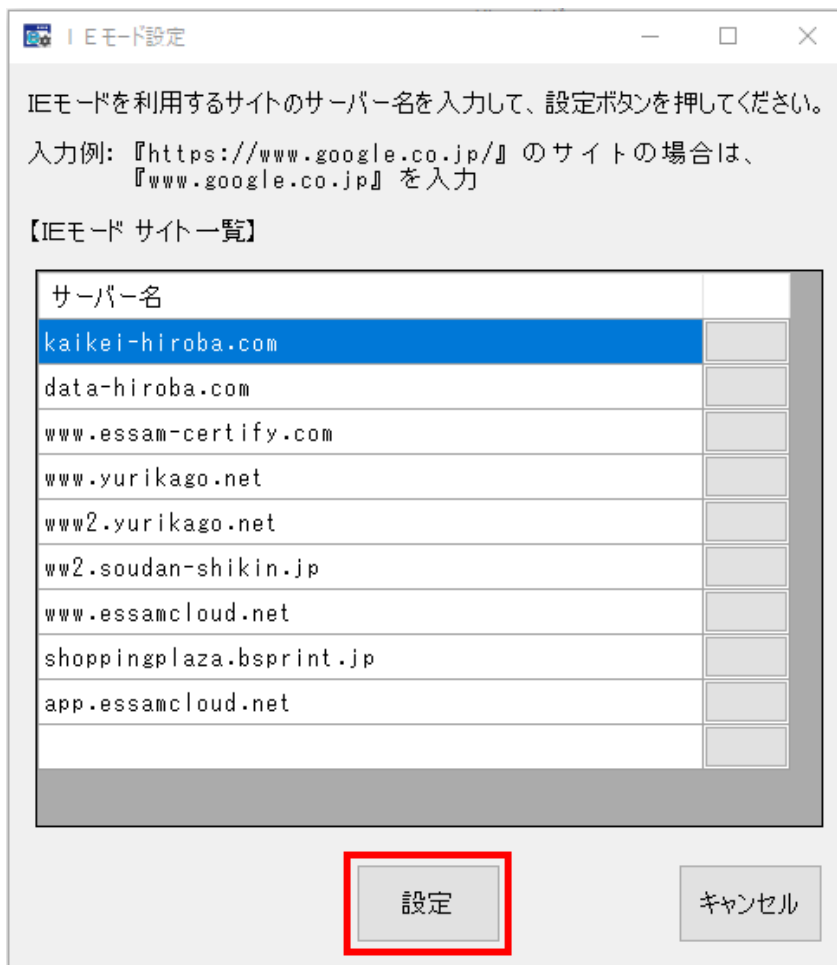 ＩＥモード設定
IEモードを利用するサイトのサーバー名を入力して、設定ボタンを押してください。
入力例: 『https://www.google.co.jp/』のサイトの場合は、
『www.google.co.jp』を入力
【IEモード サイト一覧】
サーバー名
kaikei-hiroba.com
data-hiroba.com
www.essam-certify.com
www.yurikago.net
www2.yurikago.net
ww2.soudan-shikin.jp
www.essamcloud.net
shoppingplaza.bsprint.jp
app.essamcloud.net
設定
キャンセル